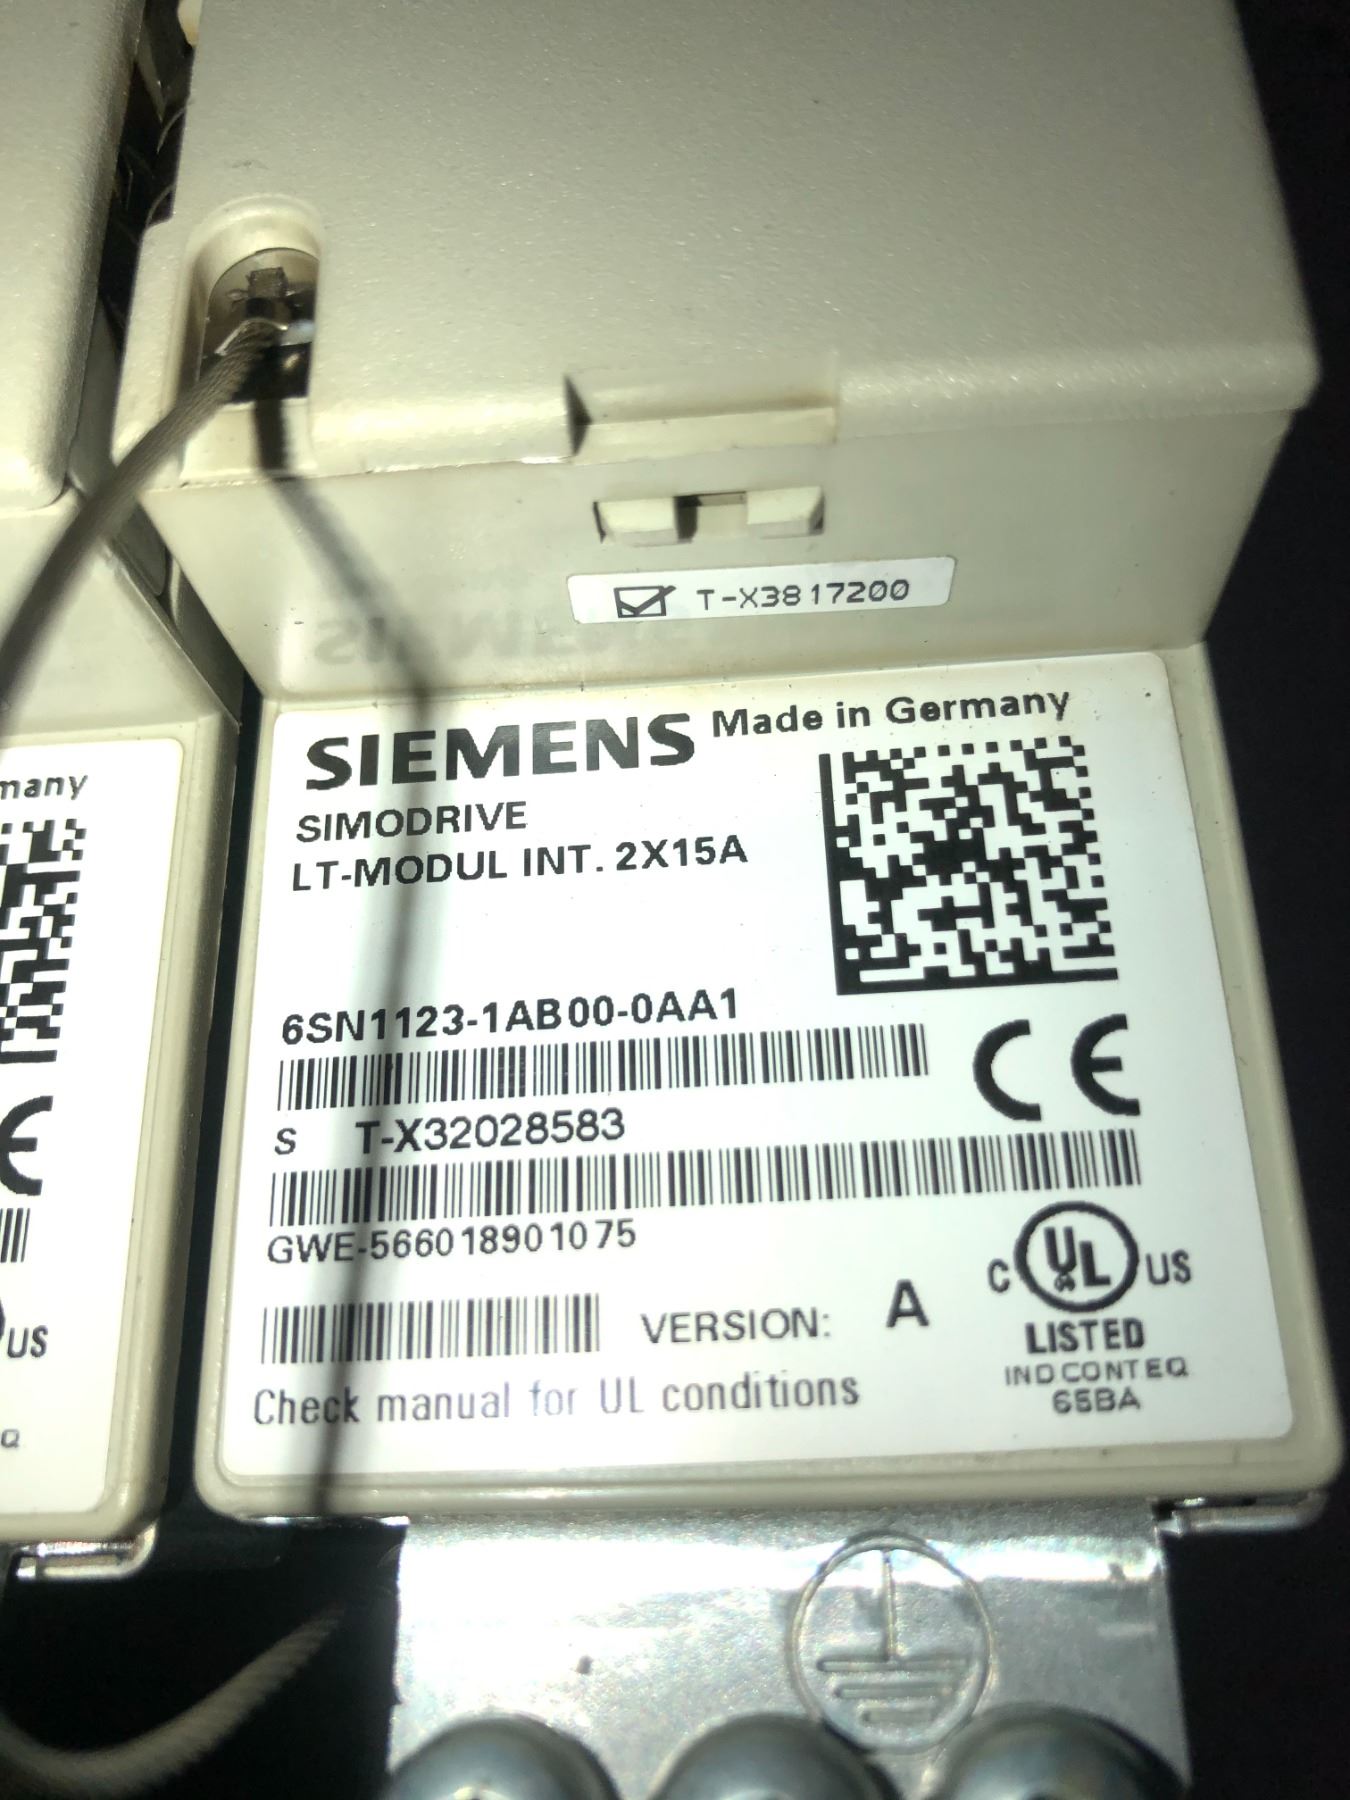 T-X3817200
SIEMENS Made in Germany
SIMODRIVE
LT-MODUL INT. 2X15A
6SN1123-1AB00-0AA1
S T-X32028583
GWE-566018901075
VERSION: A
Check manual for UL conditions
C UL US
LISTED
IND CONT EQ
65BA
many
US
Q